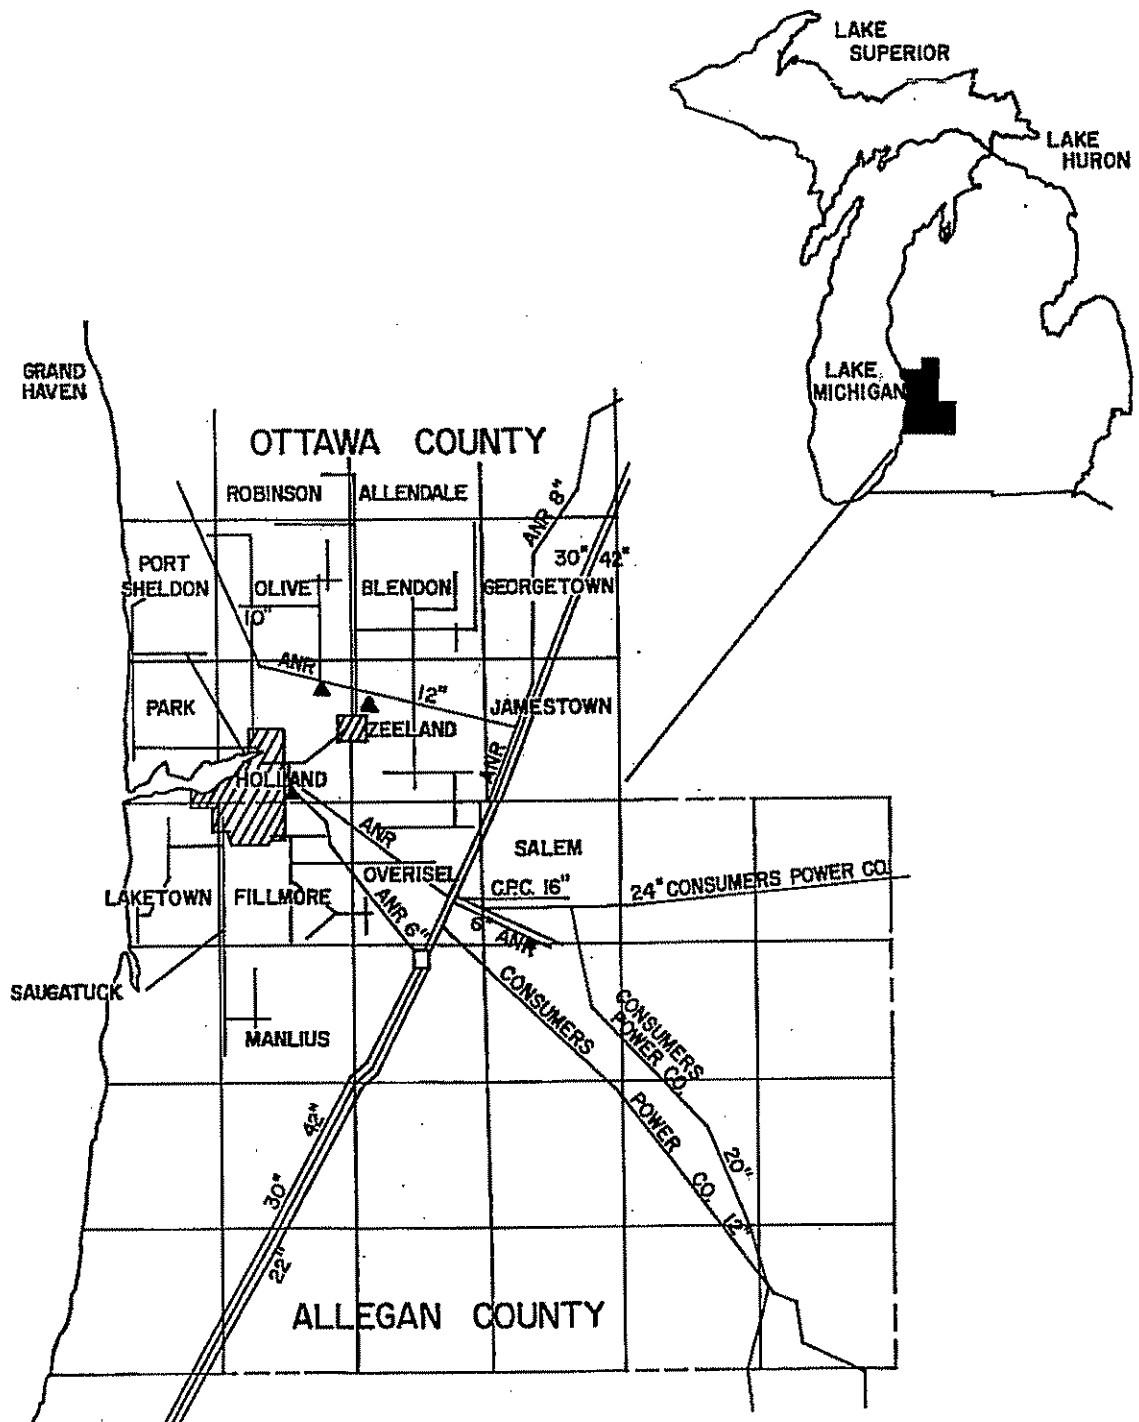 LAKE
SUPERIOR
LAKE
HURON
LAKE
MICHIGAN
GRAND
HAVEN
OTTAWA COUNTY
ROBINSON
ALLENDALE
ANR 8"
30" 42"
PORT
SHELDON
OLIVE
BLENDON
GEORGETOWN
10"
ANR
12"
PARK
JAMESTOWN
ZEELAND
ANR
HOLLAND
ANR
SALEM
OVERISEL
C.P.C. 16"
24" CONSUMERS POWER CO.
LAKETOWN
FILLMORE
ANR 6"
6" ANR
SAUGATUCK
CONSUMERS
POWER CO.
12"
CONSUMERS
POWER CO.
20"
MANLIUS
42"
30"
22"
ALLEGAN COUNTY